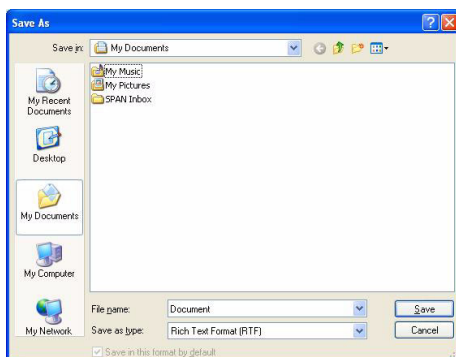 Save As
Save in: My Documents
My Music
My Pictures
SPAN Inbox
My Recent
Documents
Desktop
My Documents
My Computer
My Network
File name: Document Save
Save as type: Rich Text Format (RTF) Cancel
Save in this format by default